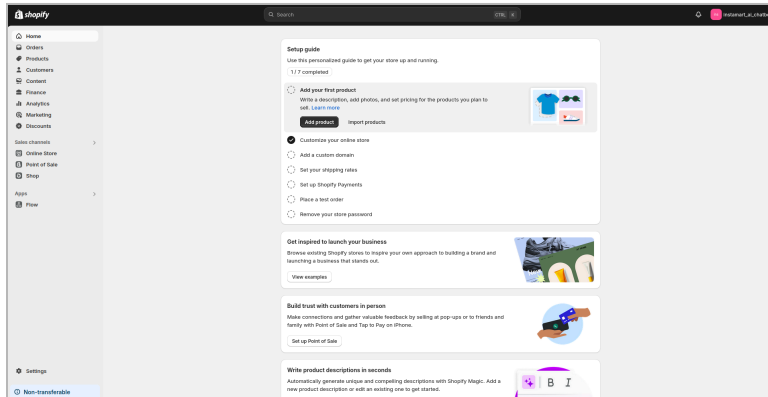 shopify
Search
CTRL K
instamart_ai_chatbo
Home
Orders
Products
Customers
Content
Finance
Analytics
Marketing
Discounts
Sales channels
Online Store
Point of Sale
Shop
Apps
Flow
Settings
Non-transferable
Setup guide
Use this personalized guide to get your store up and running.
1 / 7 completed
Add your first product
Write a description, add photos, and set pricing for the products you plan to
sell. Learn more
Add product
Import products
Customize your online store
Add a custom domain
Set your shipping rates
Set up Shopify Payments
Place a test order
Remove your store password
Get inspired to launch your business
Browse existing Shopify stores to inspire your own approach to building a brand and
launching a business that stands out.
View examples
Build trust with customers in person
Make connections and gather valuable feedback by selling at pop-ups or to friends and
family with Point of Sale and Tap to Pay on iPhone.
Set up Point of Sale
Write product descriptions in seconds
Automatically generate unique and compelling descriptions with Shopify Magic. Add a
new product description or edit an existing one to get started.
B I